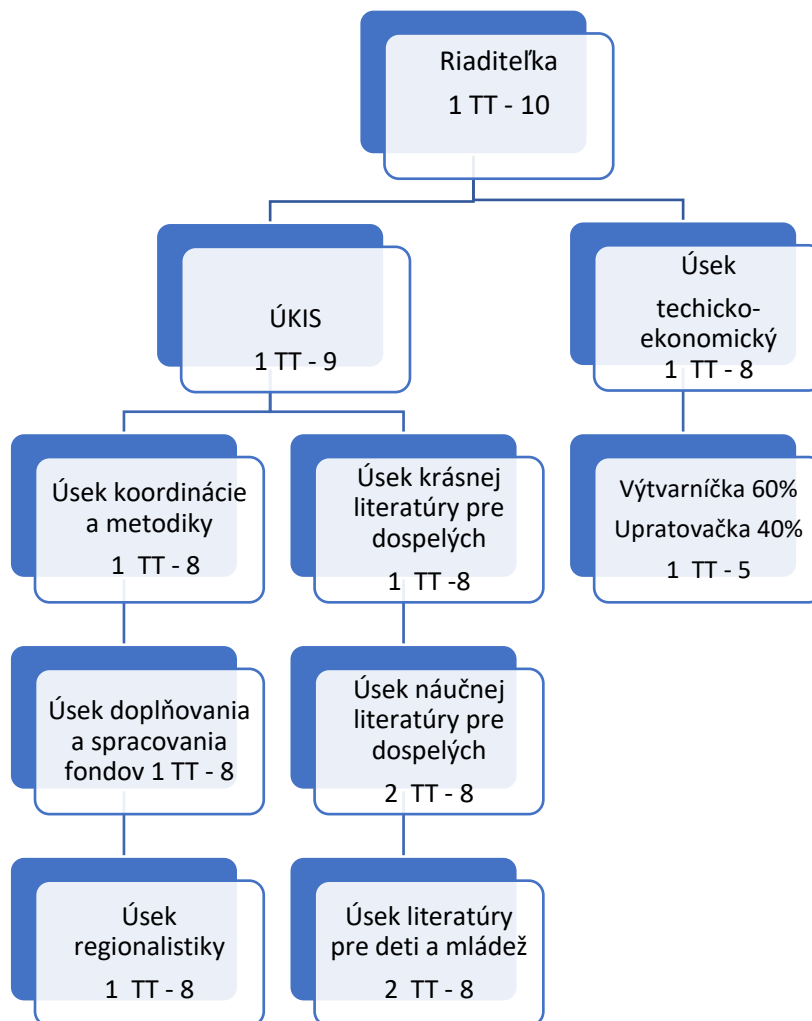 Riaditeľka
1 TT - 10
ÚKIS
1 TT - 9
Úsek
techicko-
ekonomický
1 TT - 8
Úsek koordinácie
a metodiky
1 TT - 8
Úsek krásnej
literatúry pre
dospelých
1 TT -8
Výtvarníčka 60%
Upratovačka 40%
1 TT - 5
Úsek doplňovania
a spracovania
fondov 1 TT - 8
Úsek náučnej
literatúry pre
dospelých
2 TT - 8
Úsek
regionalistiky
1 TT - 8
Úsek literatúry
pre deti a mládež
2 TT - 8